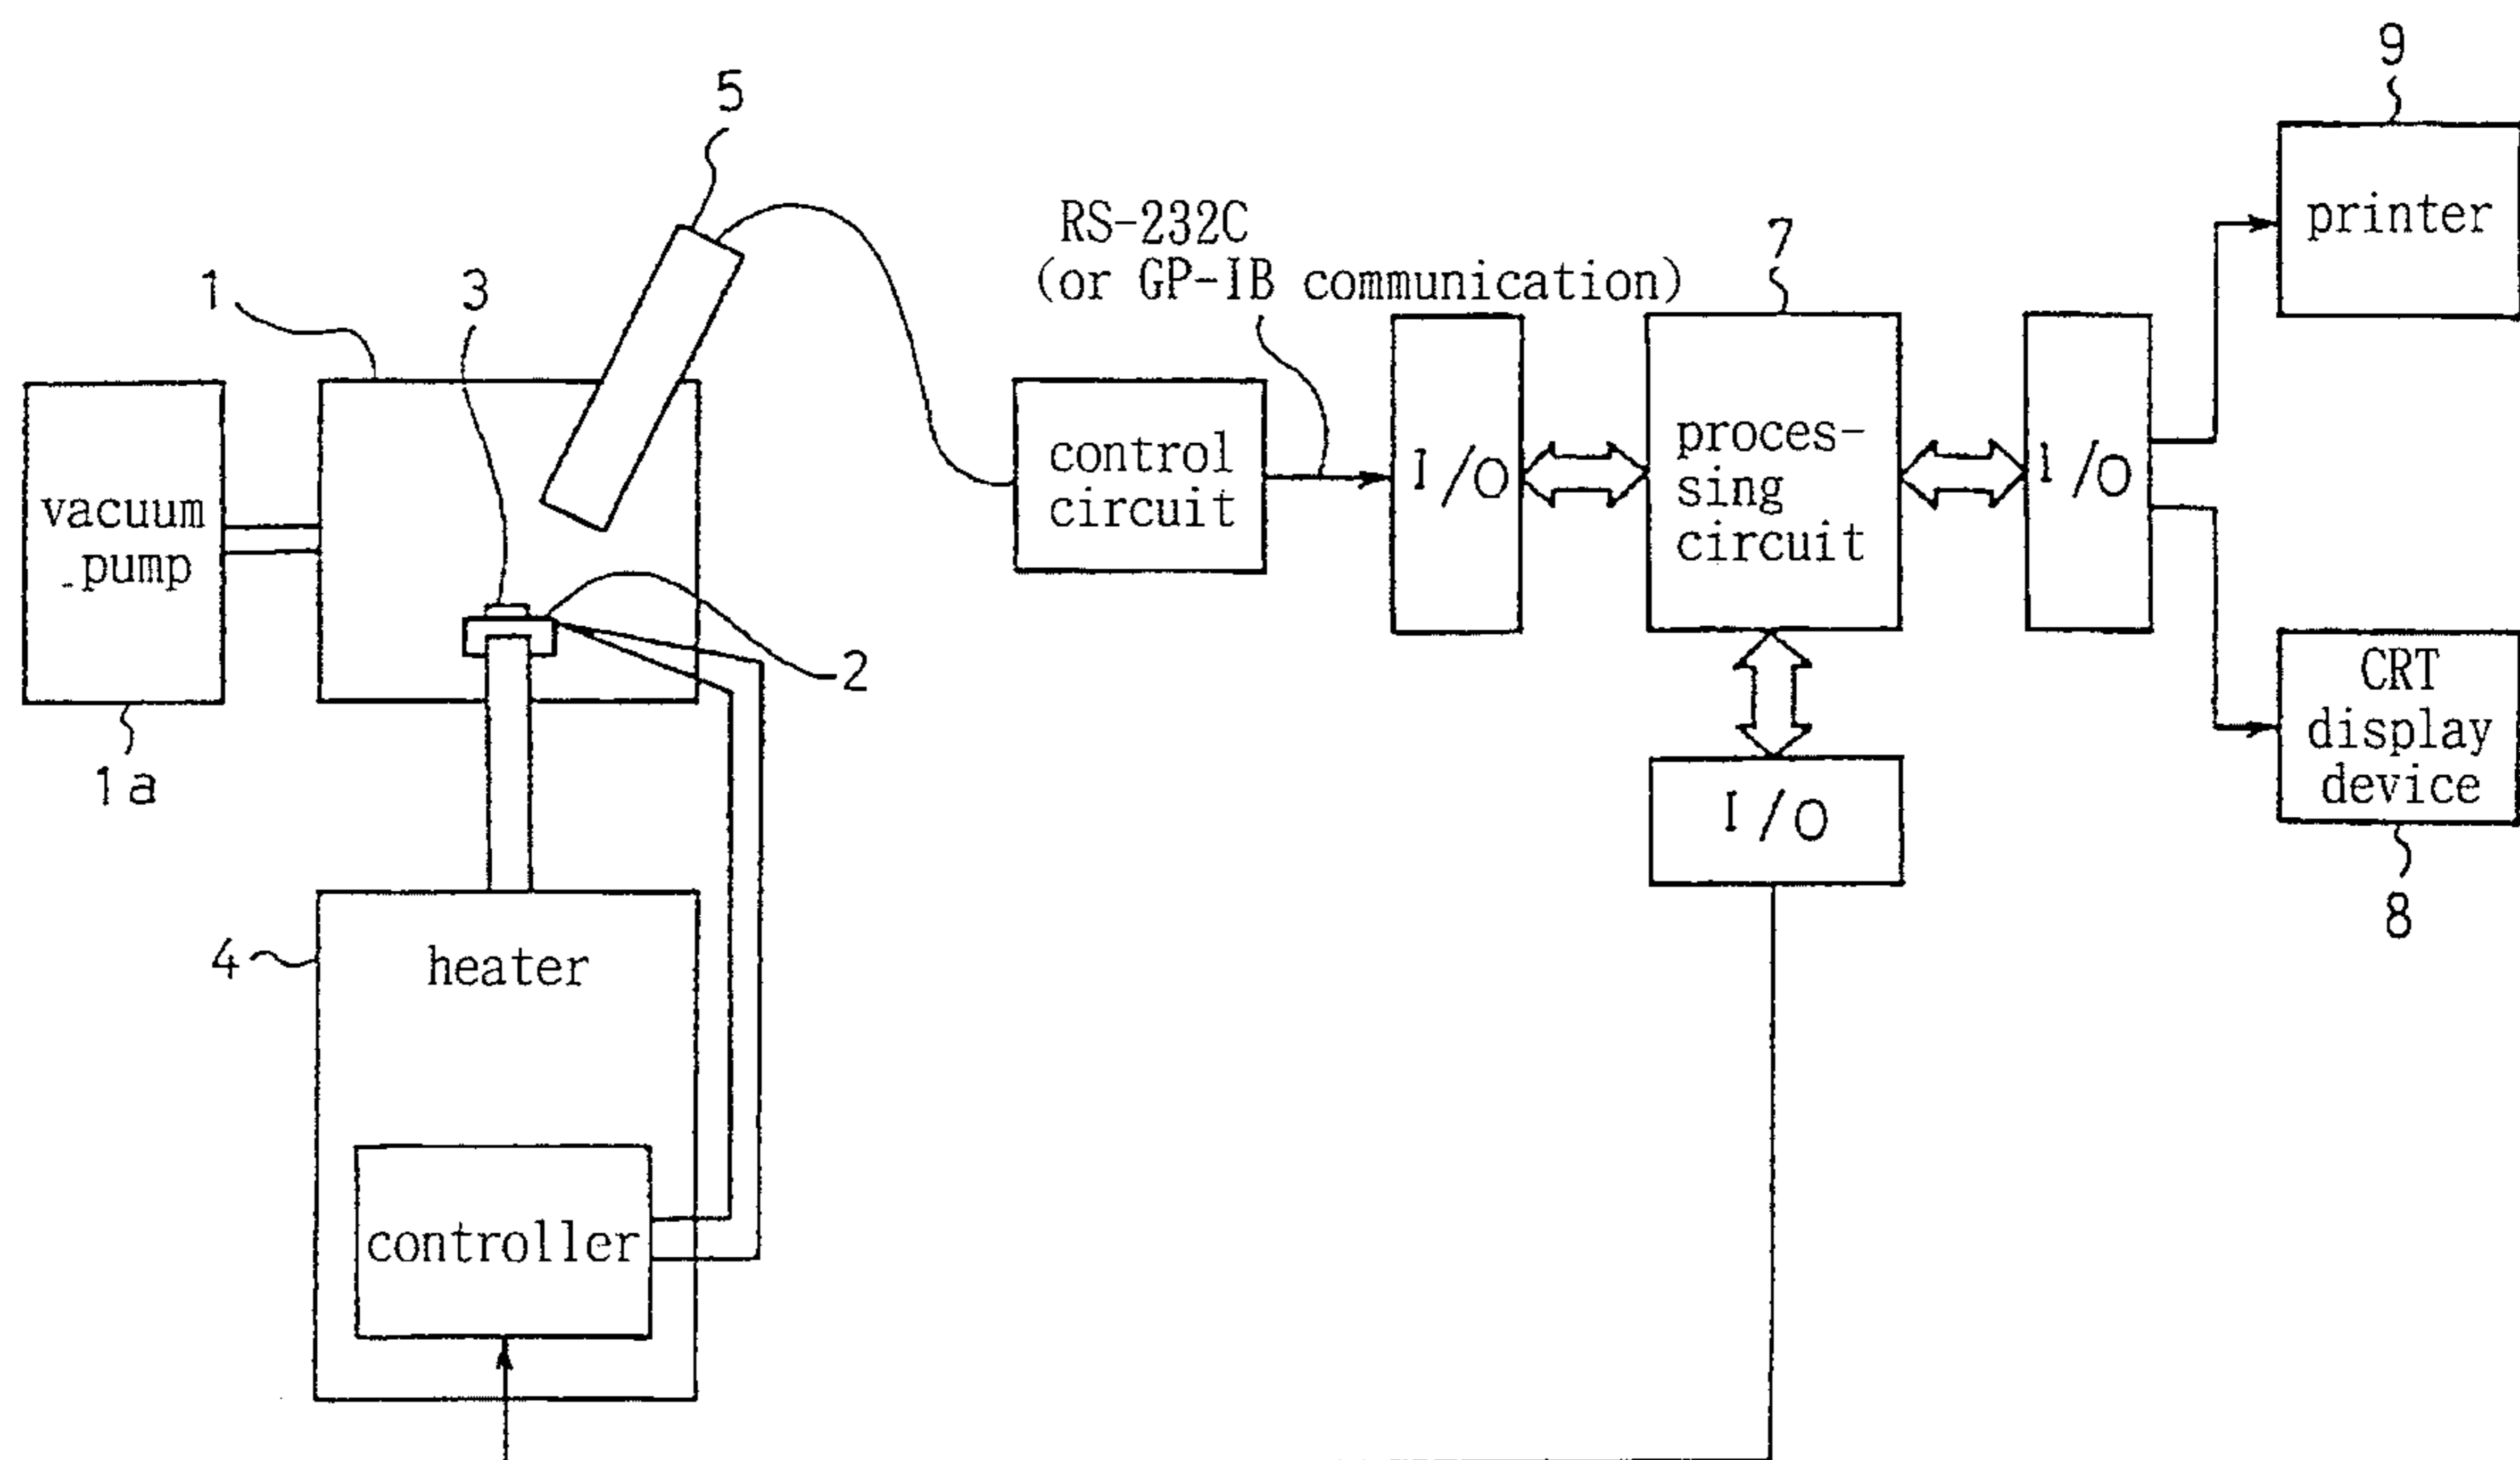 9
5
RS-232C
(or GP-IB communication)
7
printer
1
3
vacuum
pump
control
circuit
I/O
proces-
sing
circuit
I/O
2
1a
CRT
display
device
I/O
8
4
heater
controller